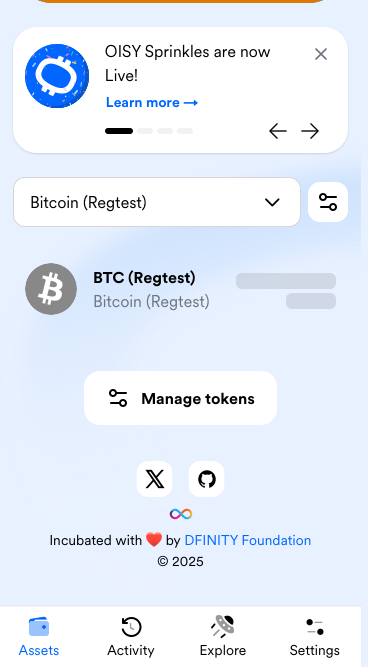 OISY Sprinkles are now
Live!
Learn more →
Bitcoin (Regtest)
BTC (Regtest)
Bitcoin (Regtest)
Manage tokens
Incubated with ❤️ by DFINITY Foundation
© 2025
Assets
Activity
Explore
Settings